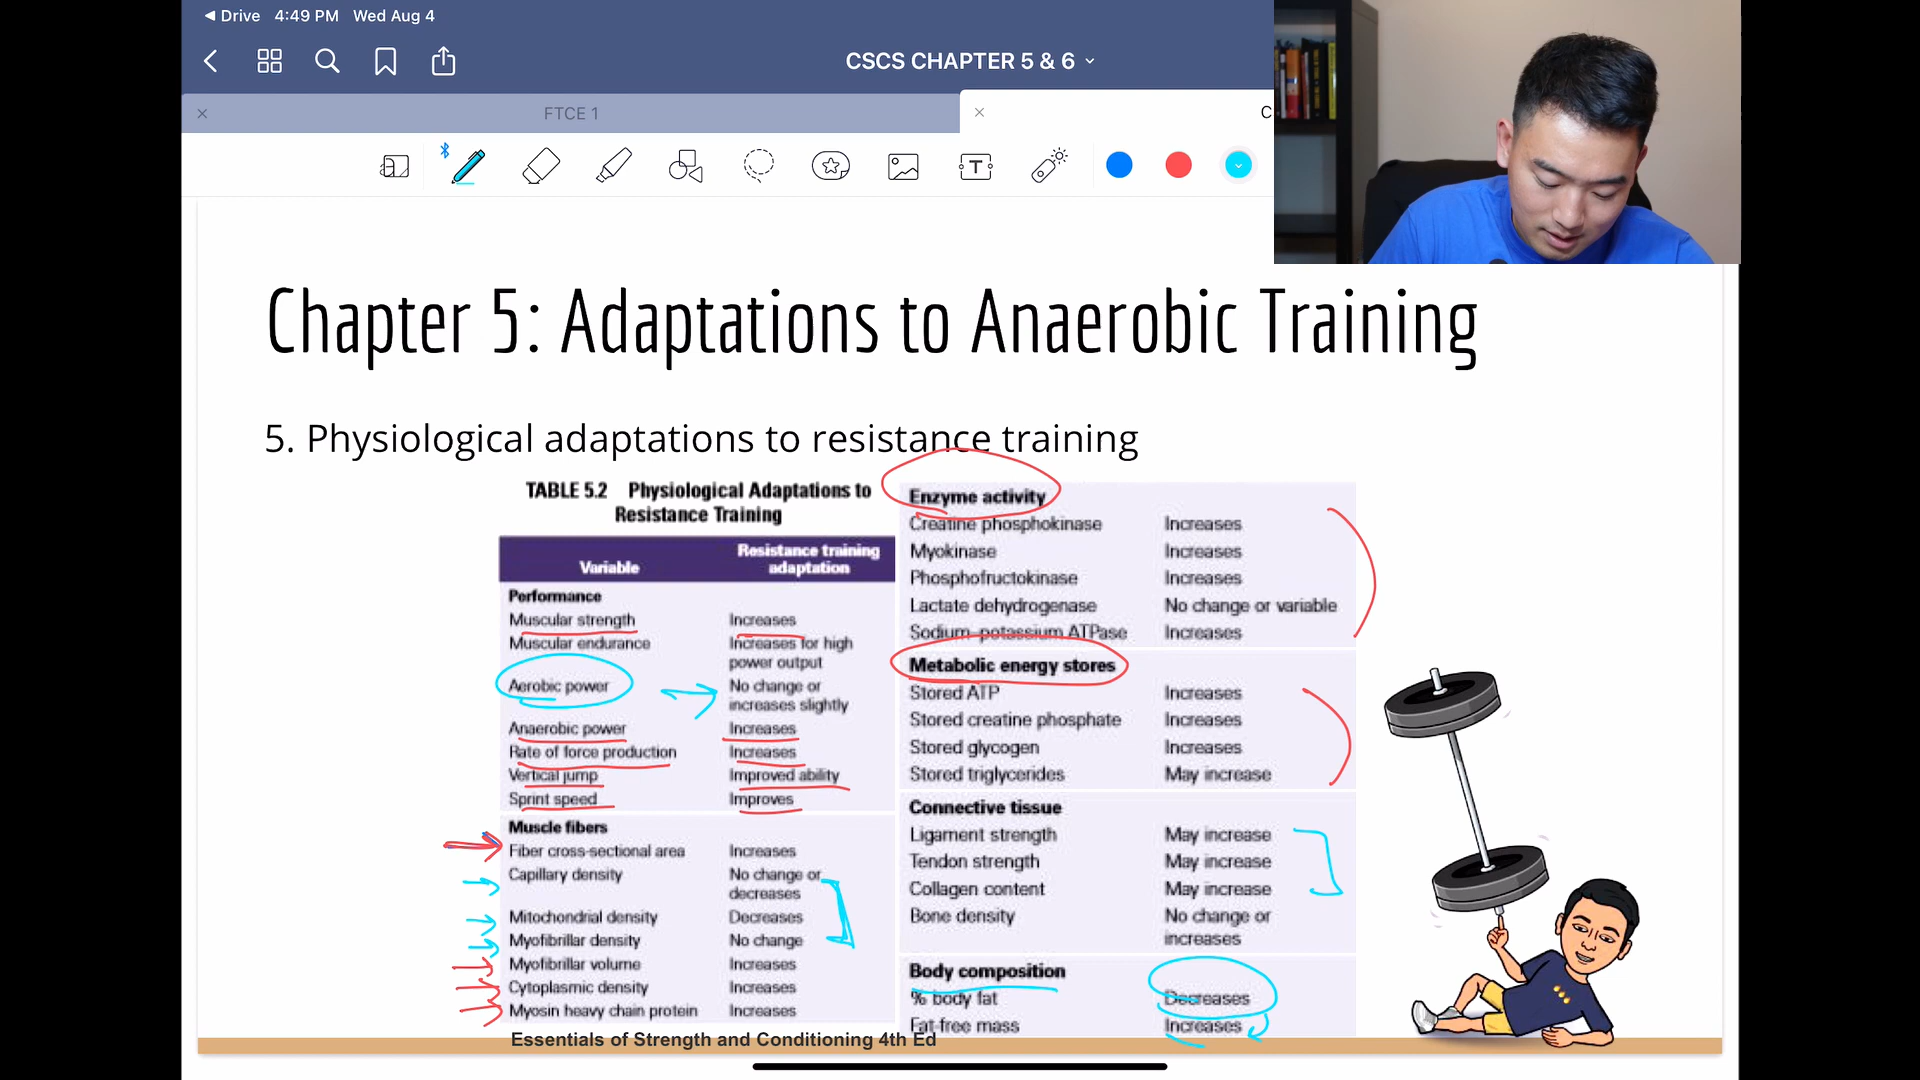 Drive 4:49 PM Wed Aug 4
CSCS CHAPTER 5 & 6
FTCE 1
C
T
Chapter 5: Adaptations to Anaerobic Training
5. Physiological adaptations to resistance training
TABLE 5.2 Physiological Adaptations to
Resistance Training
Variable Resistance training adaptation
Performance
Muscular strength Increases
Muscular endurance Increases for high
power output
Aerobic power No change or
increases slightly
Anaerobic power Increases
Rate of force production Increases
Vertical jump Improved ability
Sprint speed Improves
Muscle fibers
Fiber cross-sectional area Increases
Capillary density No change or
decreases
Mitochondrial density Decreases
Myofibrillar density No change
Myofibrillar volume Increases
Cytoplasmic density Increases
Myosin heavy chain protein Increases
Enzyme activity
Creatine phosphokinase Increases
Myokinase Increases
Phosphofructokinase Increases
Lactate dehydrogenase No change or variable
Sodium–potassium ATPase Increases
Metabolic energy stores
Stored ATP Increases
Stored creatine phosphate Increases
Stored glycogen Increases
Stored triglycerides May increase
Connective tissue
Ligament strength May increase
Tendon strength May increase
Collagen content May increase
Bone density No change or
increases
Body composition
% body fat Decreases
Fat-free mass Increases
Essentials of Strength and Conditioning 4th Ed